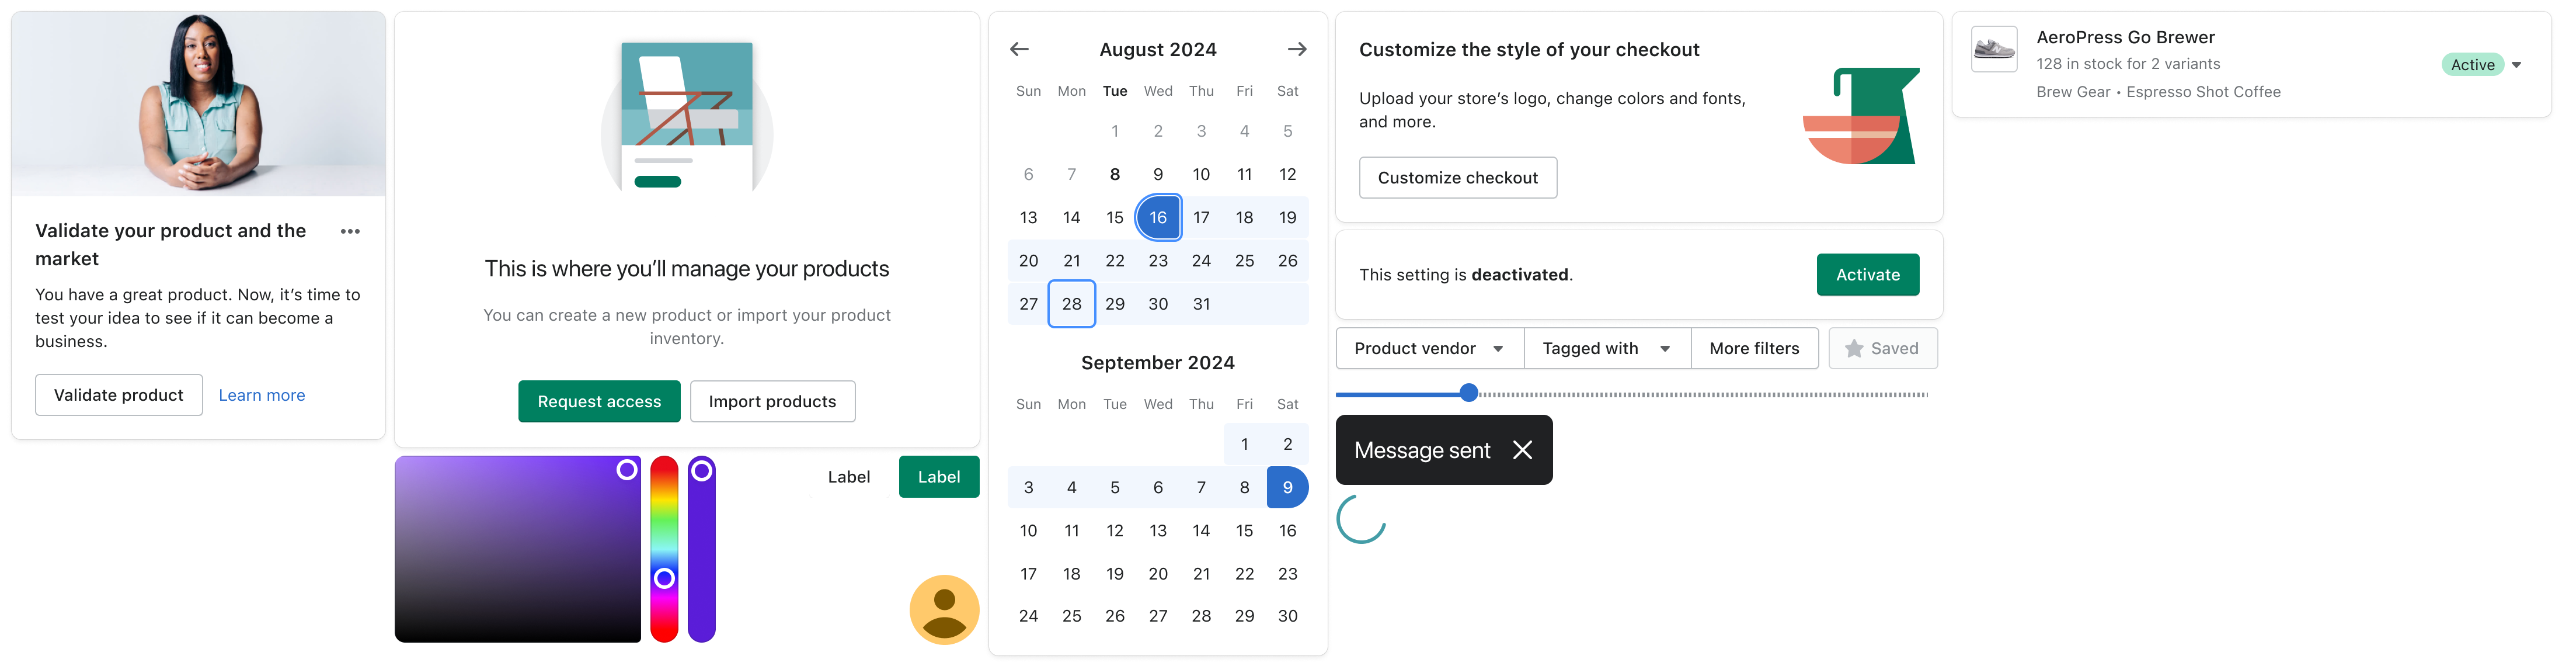 Validate your product and the
market
You have a great product. Now, it’s time to
test your idea to see if it can become a
business.
Validate product
Learn more
This is where you’ll manage your products
You can create a new product or import your product
inventory.
Request access
Import products
Label
Label
August 2024
Sun Mon Tue Wed Thu Fri Sat
1 2 3 4 5
6 7 8 9 10 11 12
13 14 15 16 17 18 19
20 21 22 23 24 25 26
27 28 29 30 31
September 2024
Sun Mon Tue Wed Thu Fri Sat
1 2
3 4 5 6 7 8 9
10 11 12 13 14 15 16
17 18 19 20 21 22 23
24 25 26 27 28 29 30
Customize the style of your checkout
Upload your store’s logo, change colors and fonts,
and more.
Customize checkout
This setting is deactivated.
Activate
Product vendor
Tagged with
More filters
Saved
Message sent
AeroPress Go Brewer
128 in stock for 2 variants
Brew Gear • Espresso Shot Coffee
Active